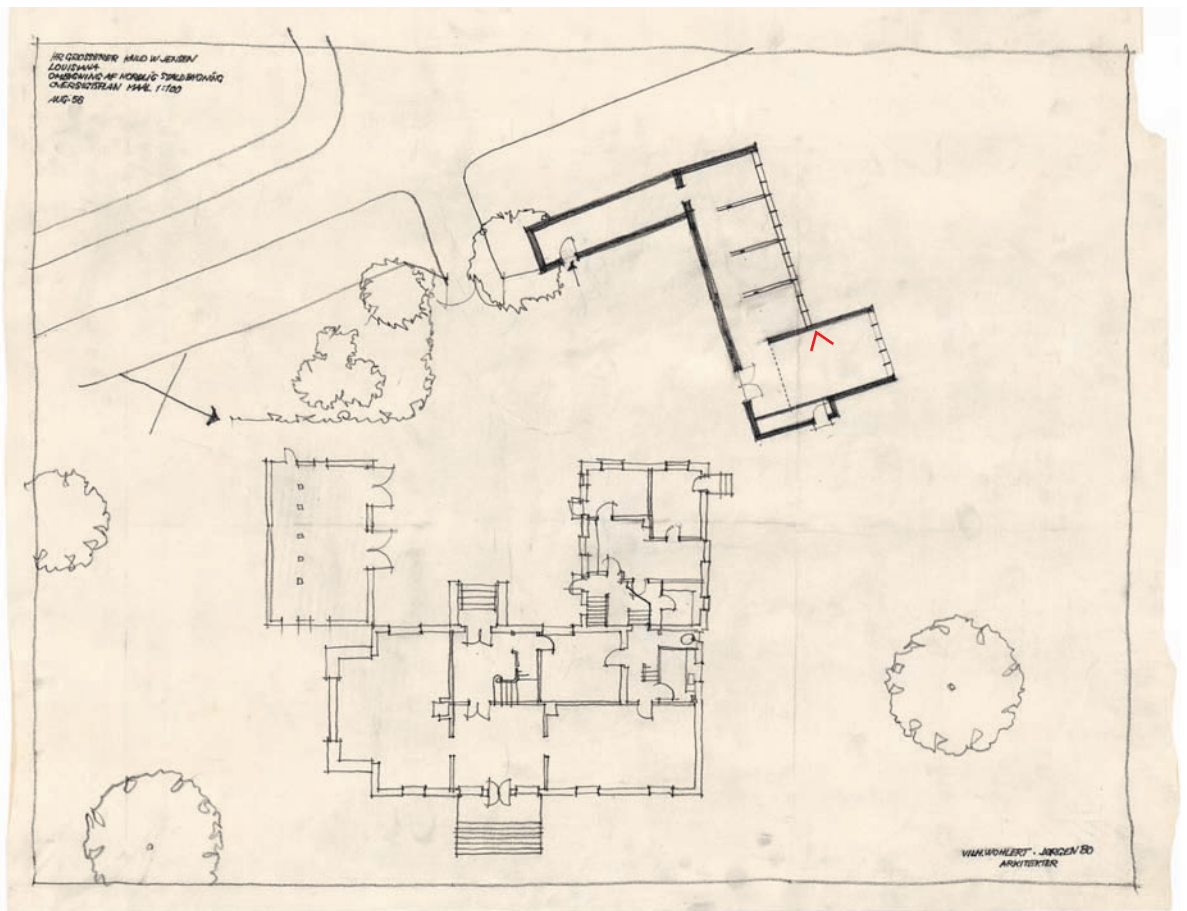 HR GROSSERER KNUD W JENSEN
LOUISIANA
OMBYGNING AF NORDLIG STALDBYGNING
OVERSIGTSPLAN MAAL 1:100
AUG-56
VILH.WOHLERT - JØRGEN BO
ARKITEKTER